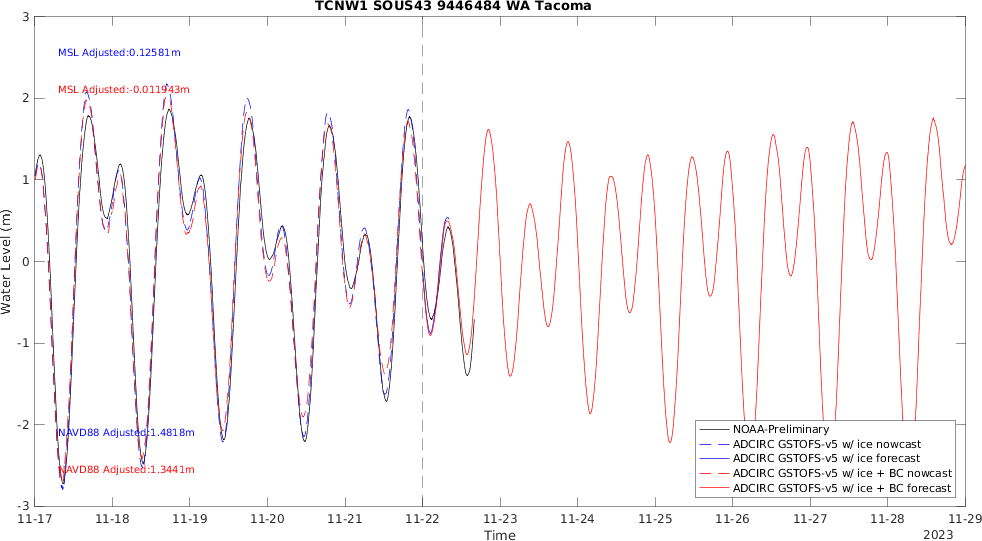 TCNW1 SOUS43 9446484 WA Tacoma
3
MSL Adjusted:0.12581m
MSL Adjusted:-0.011943m
2
1
0
-1
-2
-3
Water Level (m)
NAVD88 Adjusted:1.4818m
NAVD88 Adjusted:1.3441m
NOAA-Preliminary
ADCIRC GSTOFS-v5 w/ ice nowcast
ADCIRC GSTOFS-v5 w/ ice forecast
ADCIRC GSTOFS-v5 w/ ice + BC nowcast
ADCIRC GSTOFS-v5 w/ ice + BC forecast
11-17 11-18 11-19 11-20 11-21 11-22 11-23 11-24 11-25 11-26 11-27 11-28 11-29
Time
2023